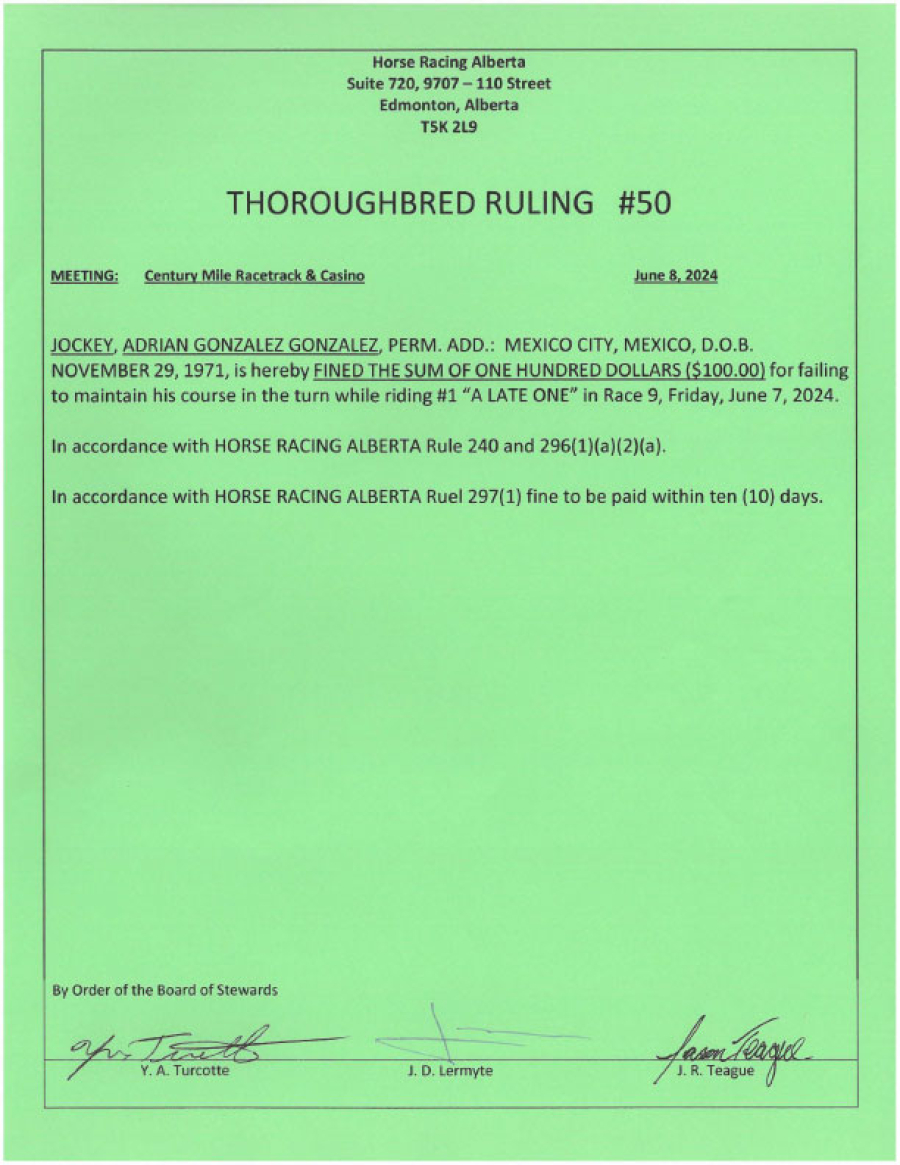 Horse Racing Alberta
Suite 720, 9707 – 110 Street
Edmonton, Alberta
T5K 2L9
THOROUGHBRED RULING #50
MEETING: Century Mile Racetrack & Casino June 8, 2024
JOCKEY, ADRIAN GONZALEZ GONZALEZ, PERM. ADD.: MEXICO CITY, MEXICO, D.O.B.
NOVEMBER 29, 1971, is hereby FINED THE SUM OF ONE HUNDRED DOLLARS ($100.00) for failing
to maintain his course in the turn while riding #1 “A LATE ONE” in Race 9, Friday, June 7, 2024.
In accordance with HORSE RACING ALBERTA Rule 240 and 296(1)(a)(2)(a).
In accordance with HORSE RACING ALBERTA Ruel 297(1) fine to be paid within ten (10) days.
By Order of the Board of Stewards
Jason Teague
Y. A. Turcotte J. D. Lermyte J. R. Teague